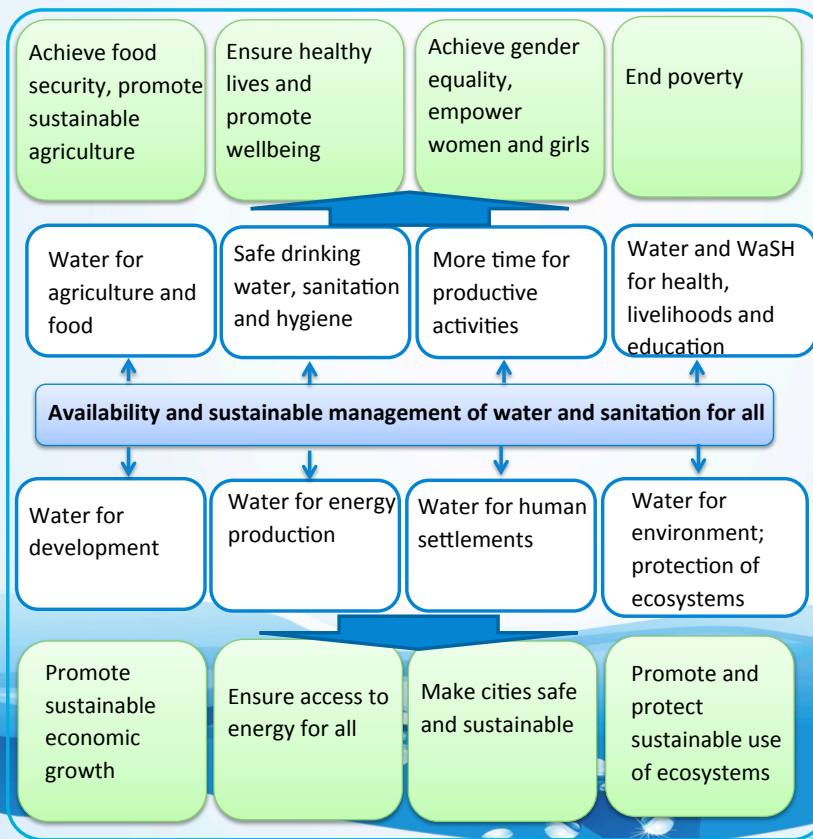 Achieve food
security, promote
sustainable
agriculture
Ensure healthy
lives and
promote
wellbeing
Achieve gender
equality,
empower
women and girls
End poverty
Water for
agriculture and
food
Safe drinking
water, sanitation
and hygiene
More time for
productive
activities
Water and WaSH
for health,
livelihoods and
education
Availability and sustainable management of water and sanitation for all
Water for
development
Water for energy
production
Water for human
settlements
Water for
environment;
protection of
ecosystems
Promote
sustainable
economic
growth
Ensure access to
energy for all
Make cities safe
and sustainable
Promote and
protect
sustainable use
of ecosystems